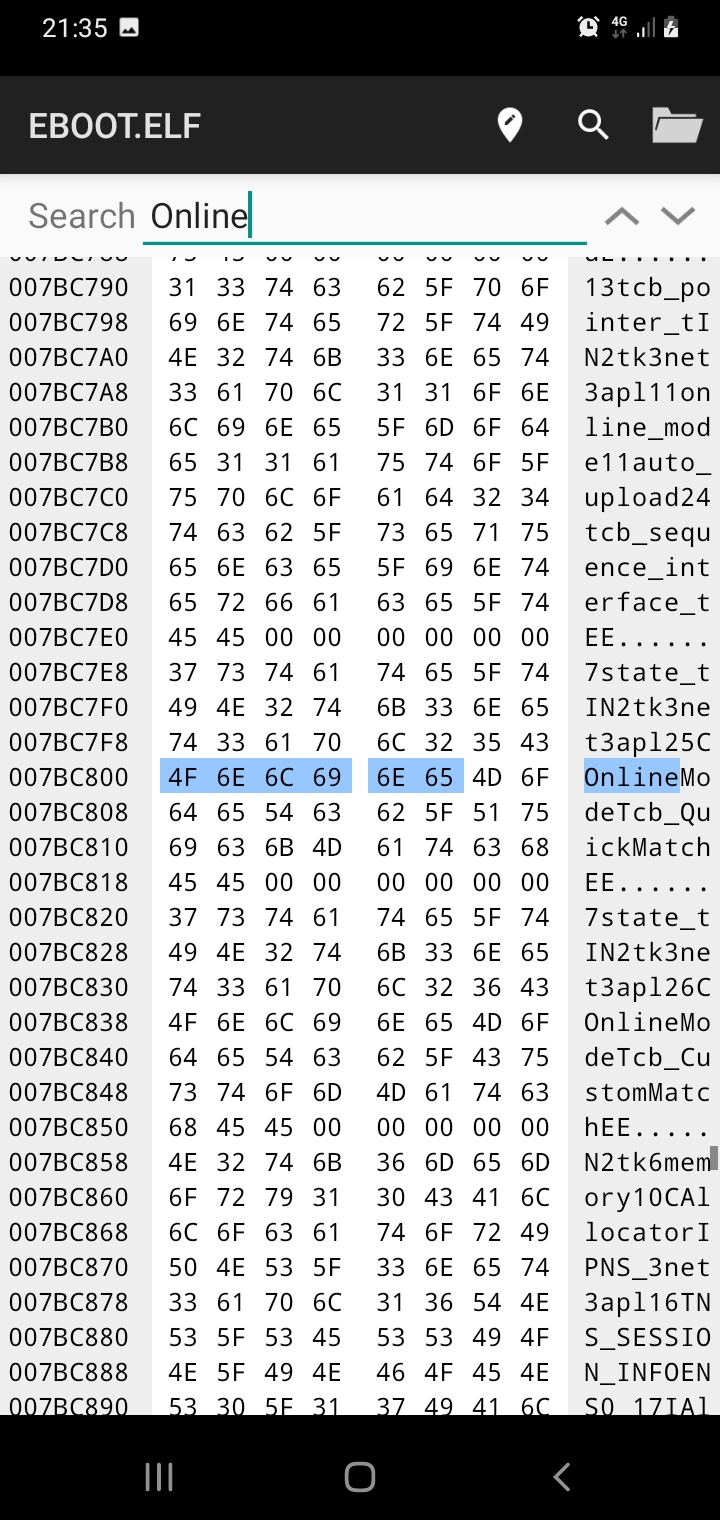 21:35 4G
EBOOT.ELF
Search Online
007BC790 31 33 74 63 62 5F 70 6F 13tcb_po
007BC798 69 6E 74 65 72 5F 74 49 inter_tI
007BC7A0 4E 32 74 6B 33 6E 65 74 N2tk3net
007BC7A8 33 61 70 6C 31 31 6F 6E 3apl11on
007BC7B0 6C 69 6E 65 5F 6D 6F 64 line_mod
007BC7B8 65 31 31 61 75 74 6F 5F e11auto_
007BC7C0 75 70 6C 6F 61 64 32 34 upload24
007BC7C8 74 63 62 5F 73 65 71 75 tcb_sequ
007BC7D0 65 6E 63 65 5F 69 6E 74 ence_int
007BC7D8 65 72 66 61 63 65 5F 74 erface_t
007BC7E0 45 45 00 00 00 00 00 00 EE......
007BC7E8 37 73 74 61 74 65 5F 74 7state_t
007BC7F0 49 4E 32 74 6B 33 6E 65 IN2tk3ne
007BC7F8 74 33 61 70 6C 32 35 43 t3apl25C
007BC800 4F 6E 6C 69 6E 65 4D 6F OnlineMo
007BC808 64 65 54 63 62 5F 51 75 deTcb_Qu
007BC810 69 63 6B 4D 61 74 63 68 ickMatch
007BC818 45 45 00 00 00 00 00 00 EE......
007BC820 37 73 74 61 74 65 5F 74 7state_t
007BC828 49 4E 32 74 6B 33 6E 65 IN2tk3ne
007BC830 74 33 61 70 6C 32 36 43 t3apl26C
007BC838 4F 6E 6C 69 6E 65 4D 6F OnlineMo
007BC840 64 65 54 63 62 5F 43 75 deTcb_Cu
007BC848 73 74 6F 6D 4D 61 74 63 stomMatc
007BC850 68 45 45 00 00 00 00 00 hEE.....
007BC858 4E 32 74 6B 36 6D 65 6D N2tk6mem
007BC860 6F 72 79 31 30 43 41 6C ory10CAl
007BC868 6C 6F 63 61 74 6F 72 49 locatorI
007BC870 50 4E 53 5F 33 6E 65 74 PNS_3net
007BC878 33 61 70 6C 31 36 54 4E 3apl16TN
007BC880 53 5F 53 45 53 53 49 4F S_SESSIO
007BC888 4E 5F 49 4E 46 4F 45 4E N_INFOEN
007BC890 53 30 5F 31 37 49 41 6C S0_17IAl